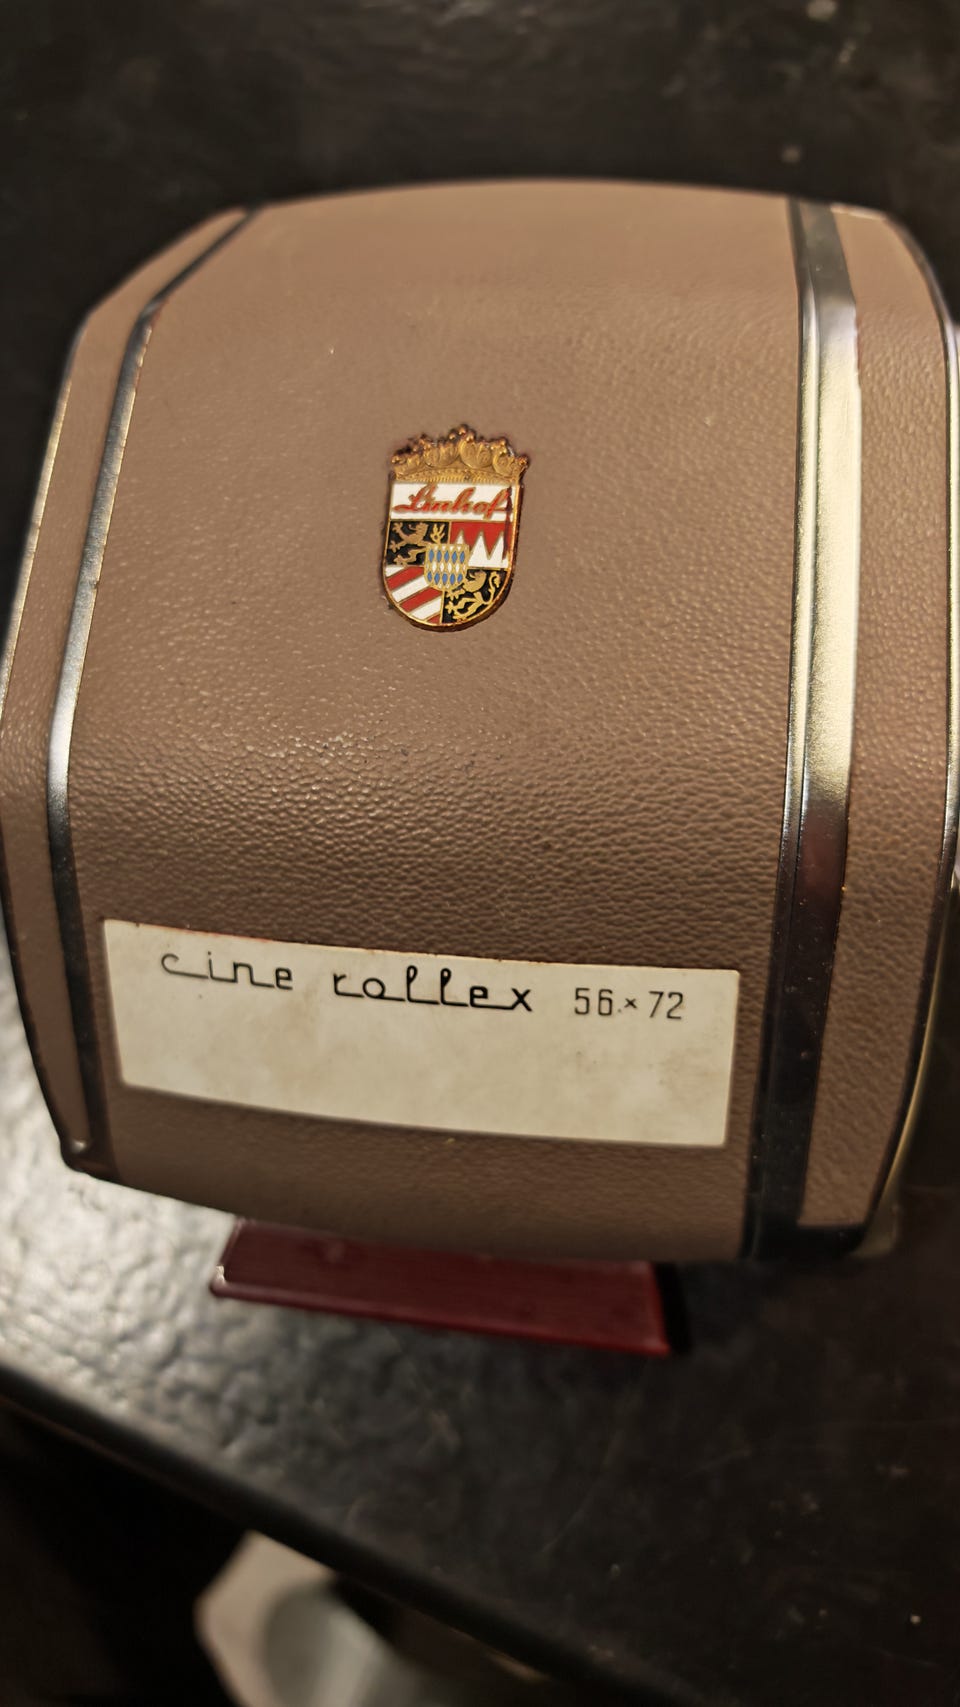 Linhof
cine rollex 56 × 72